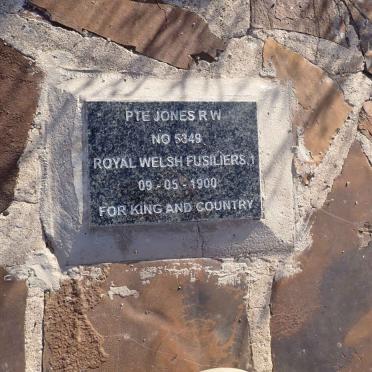 PTE JONES R W
NO 5349
ROYAL WELSH FUSILIERS 1
09 - 05 - 1900
FOR KING AND COUNTRY